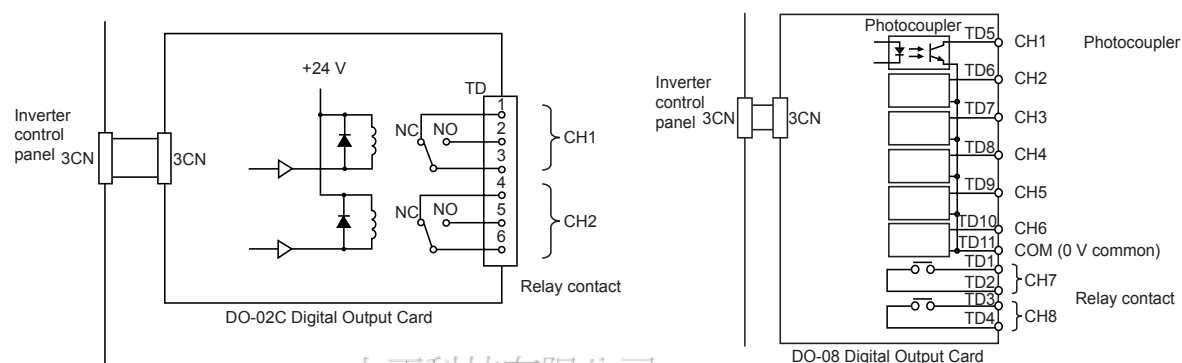 +24 V
TD
1
2
3
4
5
6
NC
NO
NC
NO
CH1
CH2
Inverter
control
panel
3CN
3CN
Relay contact
DO-02C Digital Output Card
Photocoupler
TD5
CH1
Photocoupler
TD6
CH2
TD7
CH3
TD8
CH4
TD9
CH5
TD10
CH6
TD11
COM (0 V common)
TD1
TD2
CH7
TD3
TD4
CH8
Relay contact
Inverter
control
panel
3CN
3CN
DO-08 Digital Output Card